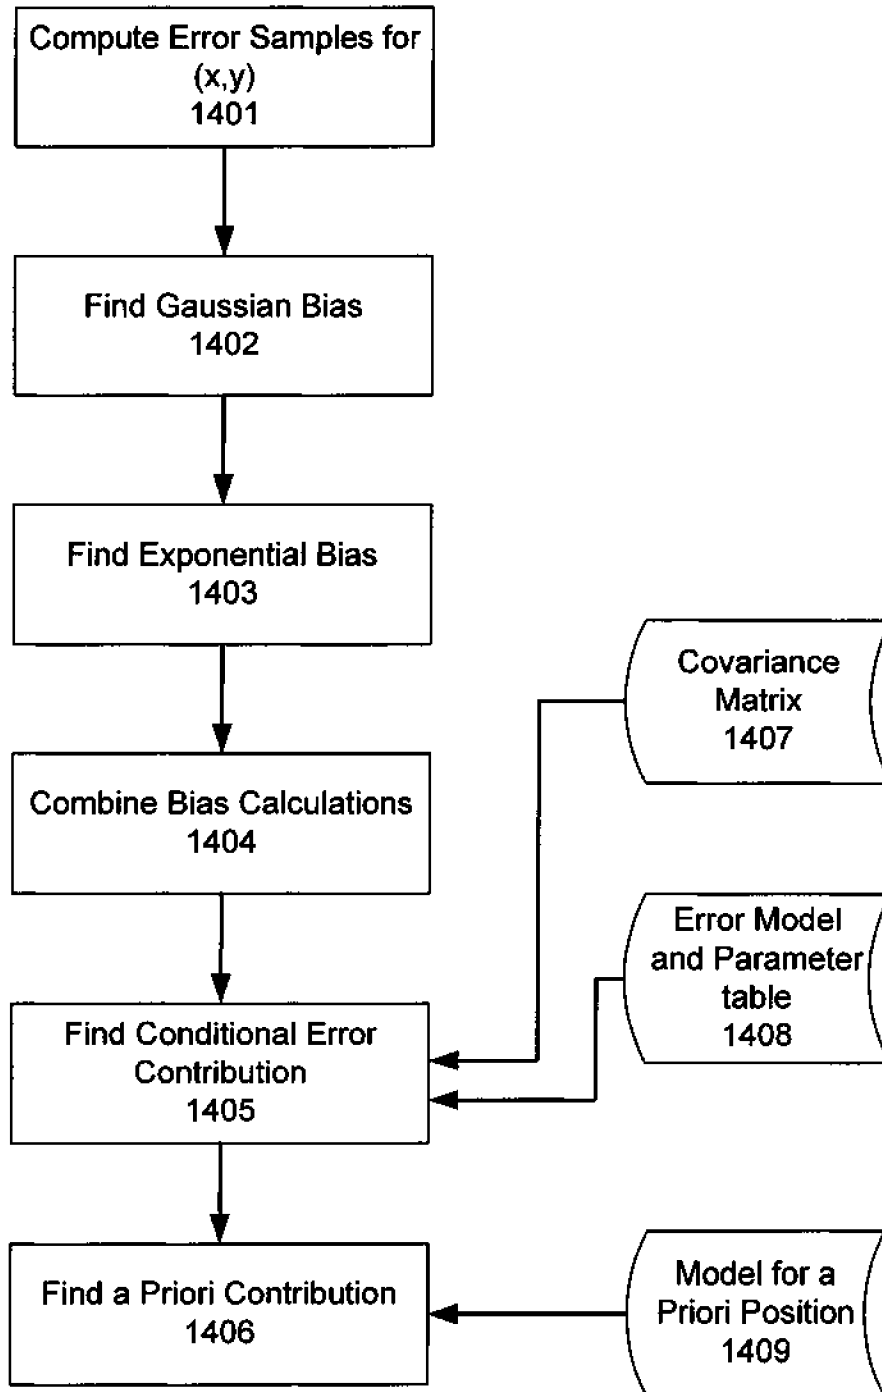 Compute Error Samples for
(x,y)
1401
Find Gaussian Bias
1402
Find Exponential Bias
1403
Covariance
Matrix
1407
Combine Bias Calculations
1404
Error Model
and Parameter
table
1408
Find Conditional Error
Contribution
1405
Find a Priori Contribution
1406
Model for a
Priori Position
1409